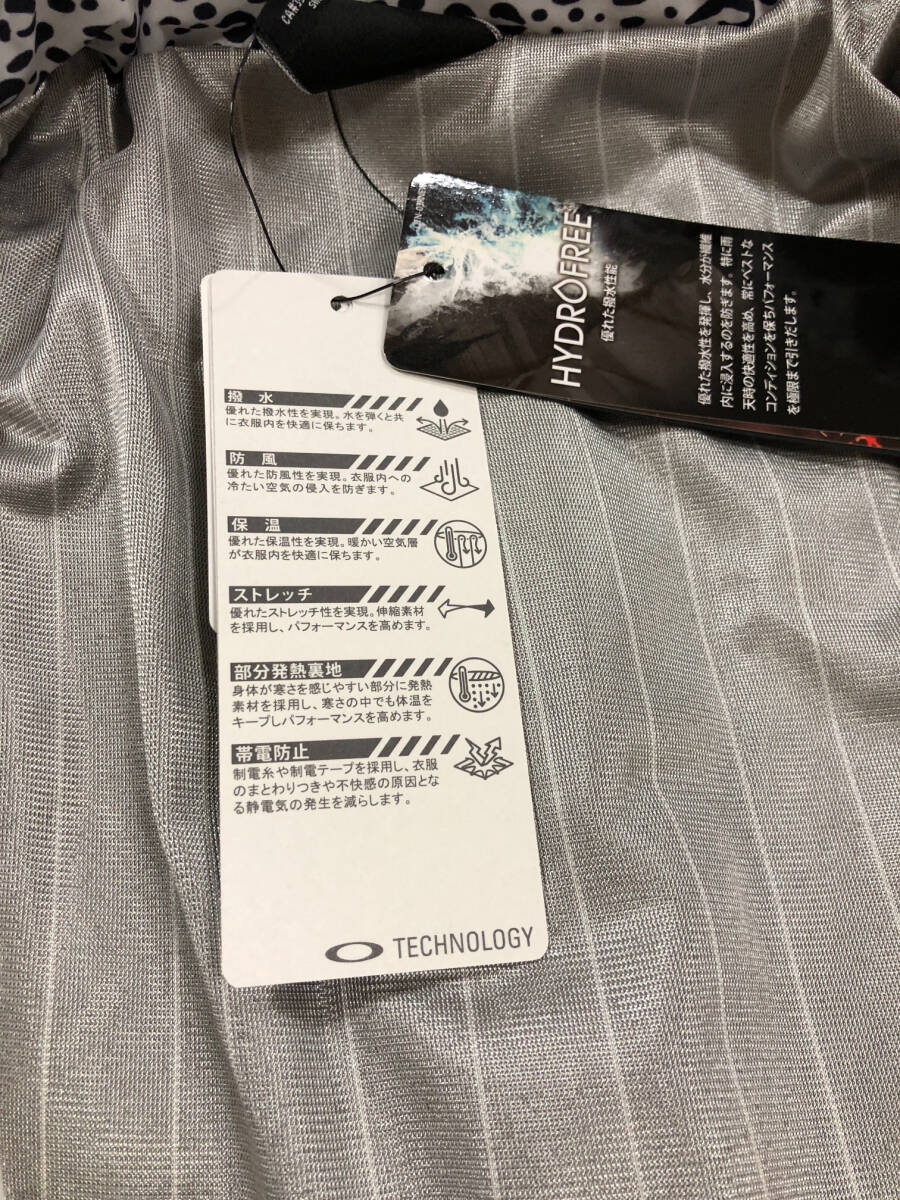 HYDROFREE
優れた撥水性能
優れた撥水性を発揮し、水分が繊維
内に浸入するのを防ぎます。特に雨
天時の快適性を高め、常にベストな
コンディションを保ちパフォーマンス
を極限まで引きだします。
撥水
優れた撥水性を実現。水を弾くと共
に衣服内を快適に保ちます。
防風
優れた防風性を実現。衣服内への
冷たい空気の侵入を防ぎます。
保温
優れた保温性を実現。暖かい空気層
が衣服内を快適に保ちます。
ストレッチ
優れたストレッチ性を実現。伸縮素材
を採用し、パフォーマンスを高めます。
部分発熱裏地
身体が寒さを感じやすい部分に発熱
素材を採用し、寒さの中でも体温を
キープしパフォーマンスを高めます。
帯電防止
制電糸や制電テープを採用し、衣服
のまとわりつきや不快感の原因とな
る静電気の発生を減らします。
TECHNOLOGY